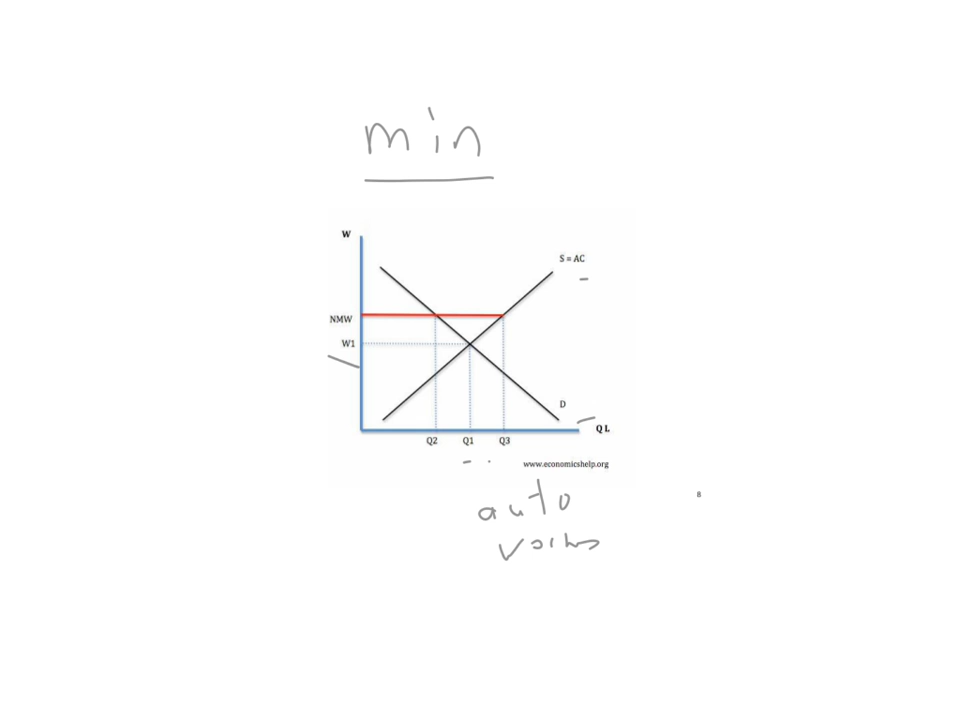 min
W
S = AC
NMW
W1
D
Q2 Q1 Q3 QL
www.economicshelp.org
8
auto